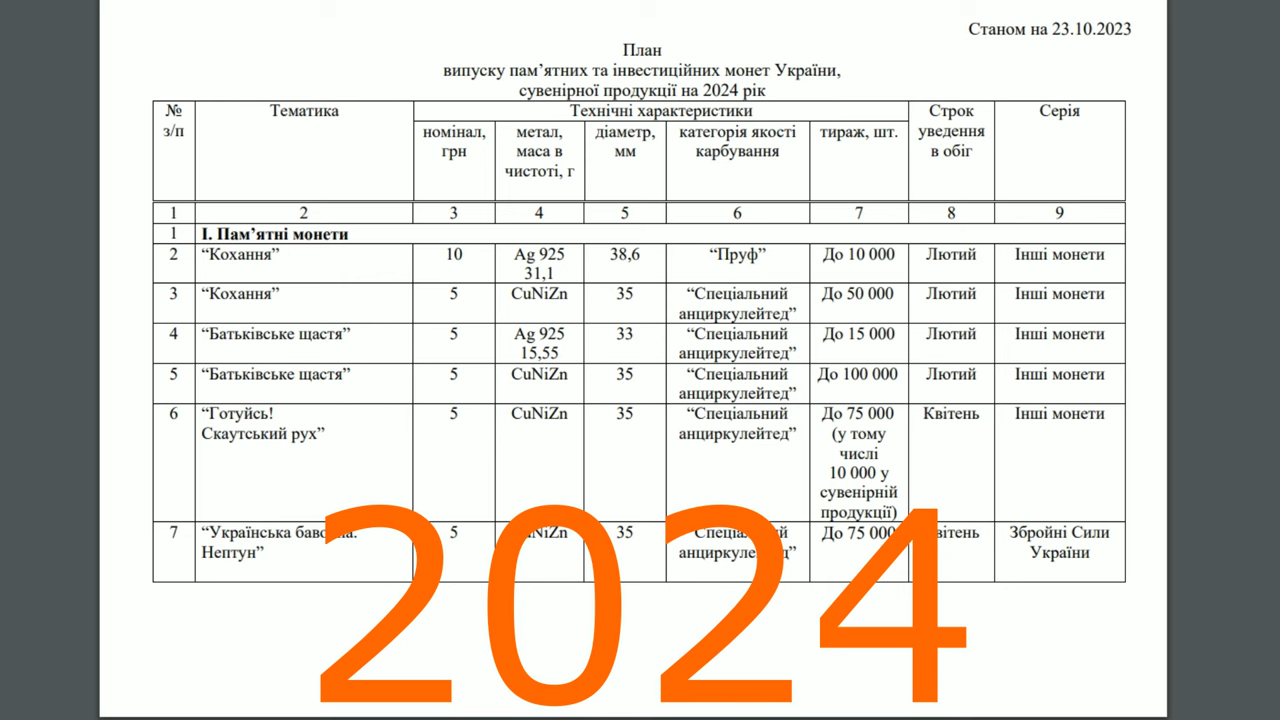 Станом на 23.10.2023
План
випуску пам’ятних та інвестиційних монет України,
сувенірної продукції на 2024 рік
№ з/п Тематика Технічні характеристики Строк уведення в обіг Серія
номінал, грн метал, маса в чистоті, г діаметр, мм категорія якості карбування тираж, шт.
1 2 3 4 5 6 7 8 9
1 І. Пам’ятні монети
2 “Кохання” 10 Ag 925 31,1 38,6 “Пруф” До 10 000 Лютий Інші монети
3 “Кохання” 5 CuNiZn 35 “Спеціальний анциркулейтед” До 50 000 Лютий Інші монети
4 “Батьківське щастя” 5 Ag 925 15,55 33 “Спеціальний анциркулейтед” До 15 000 Лютий Інші монети
5 “Батьківське щастя” 5 CuNiZn 35 “Спеціальний анциркулейтед” До 100 000 Лютий Інші монети
6 “Готуйсь! Скаутський рух” 5 CuNiZn 35 “Спеціальний анциркулейтед” До 75 000 (у тому числі 10 000 у сувенірній продукції) Квітень Інші монети
7 “Українська Нептун” 5 35 До 75 000 Збройні Сили України
2024